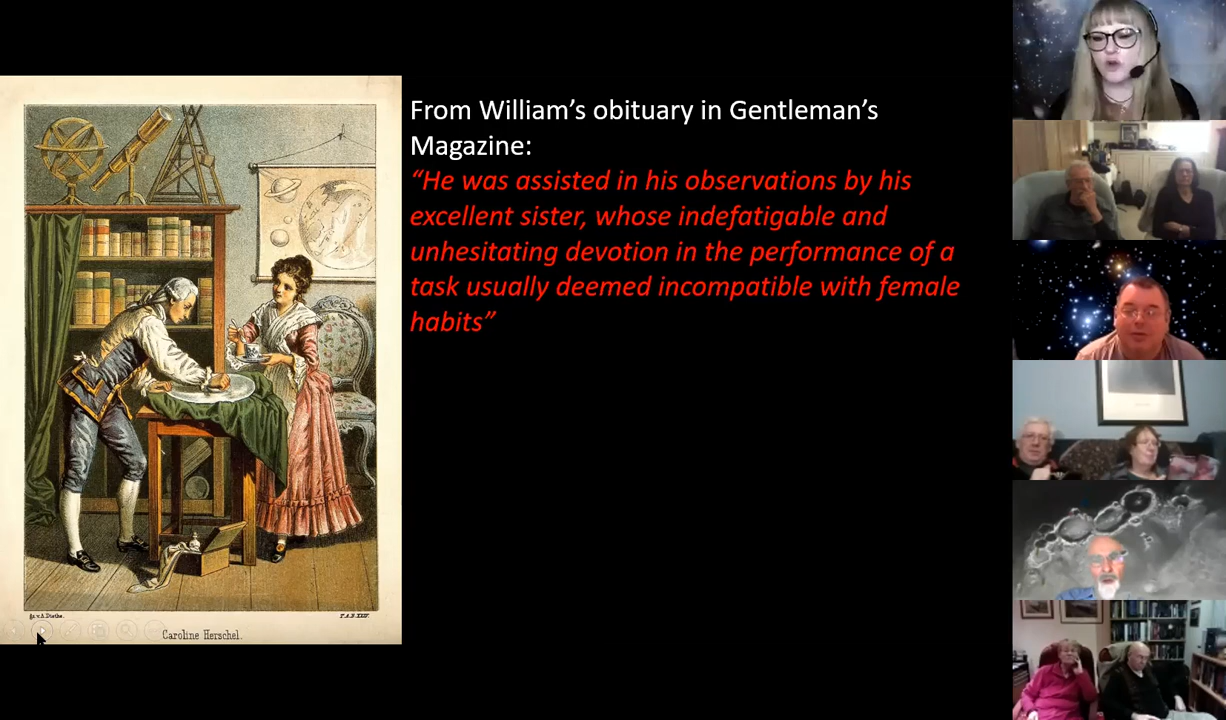 From William’s obituary in Gentleman’s
Magazine:
“He was assisted in his observations by his
excellent sister, whose indefatigable and
unhesitating devotion in the performance of a
task usually deemed incompatible with female
habits”
Caroline Herschel.